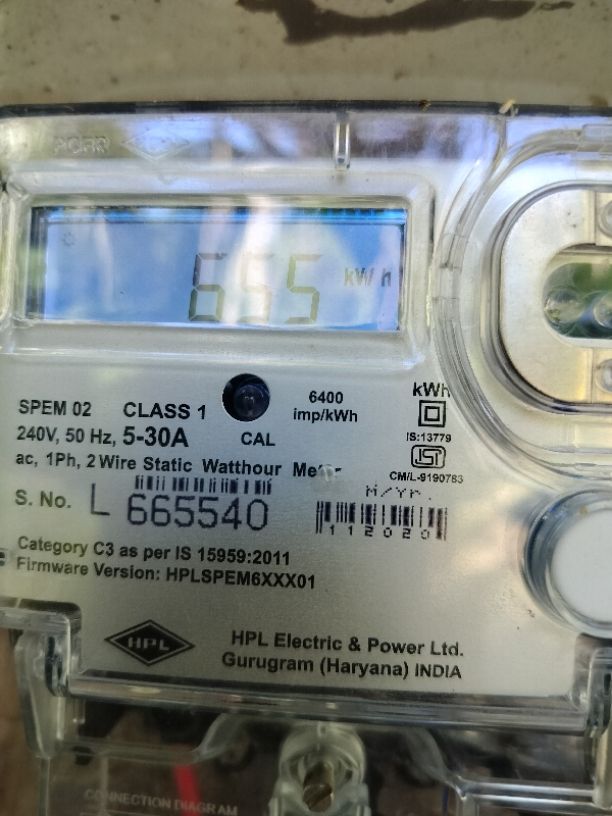 655 kW h
SPEM 02 CLASS 1
6400
imp/kWh
kWh
240V, 50 Hz, 5-30A
CAL
IS:13779
ISI
ac, 1Ph, 2 Wire Static Watthour Meter
CM/L-9190783
M/Yr.
S. No. L 665540
112020
Category C3 as per IS 15959:2011
Firmware Version: HPLSPEM6XXX01
HPL
HPL Electric & Power Ltd.
Gurugram (Haryana) INDIA
CONNECTION DIAGRAM